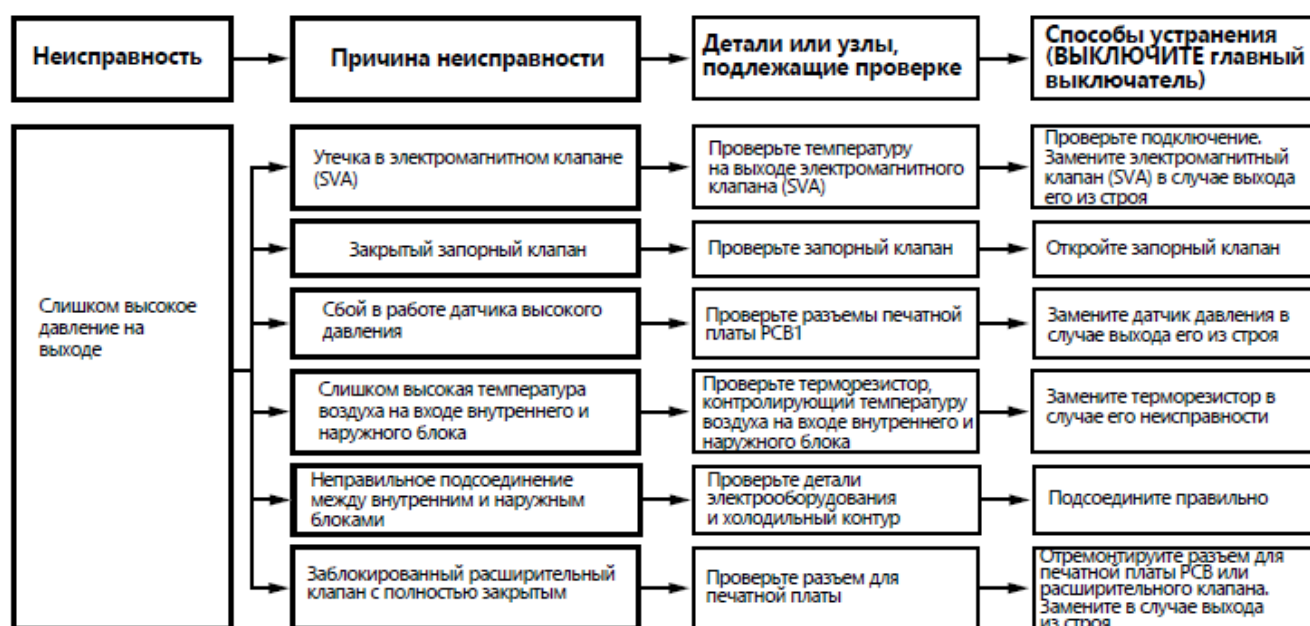 Неисправность
Причина неисправности
Детали или узлы,
подлежащие проверке
Способы устранения
(ВЫКЛЮЧИТЕ главный
выключатель)
Слишком высокое
давление на
выходе
Утечка в электромагнитном клапане
(SVA)
Проверьте температуру
на выходе электромагнитного
клапана (SVA)
Проверьте подключение.
Замените электромагнитный
клапан (SVA) в случае выхода
его из строя
Закрытый запорный клапан
Проверьте запорный клапан
Откройте запорный клапан
Сбой в работе датчика высокого
давления
Проверьте разъемы печатной
платы PCB1
Замените датчик давления в
случае выхода его из строя
Слишком высокая температура
воздуха на входе внутреннего и
наружного блока
Проверьте терморезистор,
контролирующий температуру
воздуха на входе внутреннего и
наружного блока
Замените терморезистор в
случае его неисправности
Неправильное подсоединение
между внутренним и наружным
блоками
Проверьте детали
электрооборудования
и холодильный контур
Подсоедините правильно
Заблокированный расширительный
клапан с полностью закрытым
Проверьте разъем для
печатной платы
Отремонтируйте разъем для
печатной платы PCB или
расширительного клапана.
Замените в случае выхода
из строя